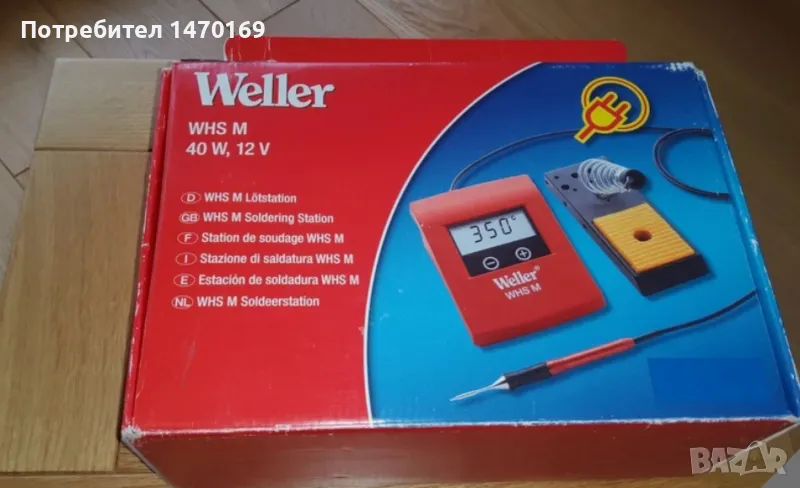 Потребител 1470169
Weller
WHS M
40 W, 12 V
D WHS M Lötstation
GB WHS M Soldering Station
F Station de soudage WHS M
I Stazione di saldatura WHS M
E Estación de soldadura WHS M
NL WHS M Soldeerstation
350°
Weller®
WHS M
BAZAR